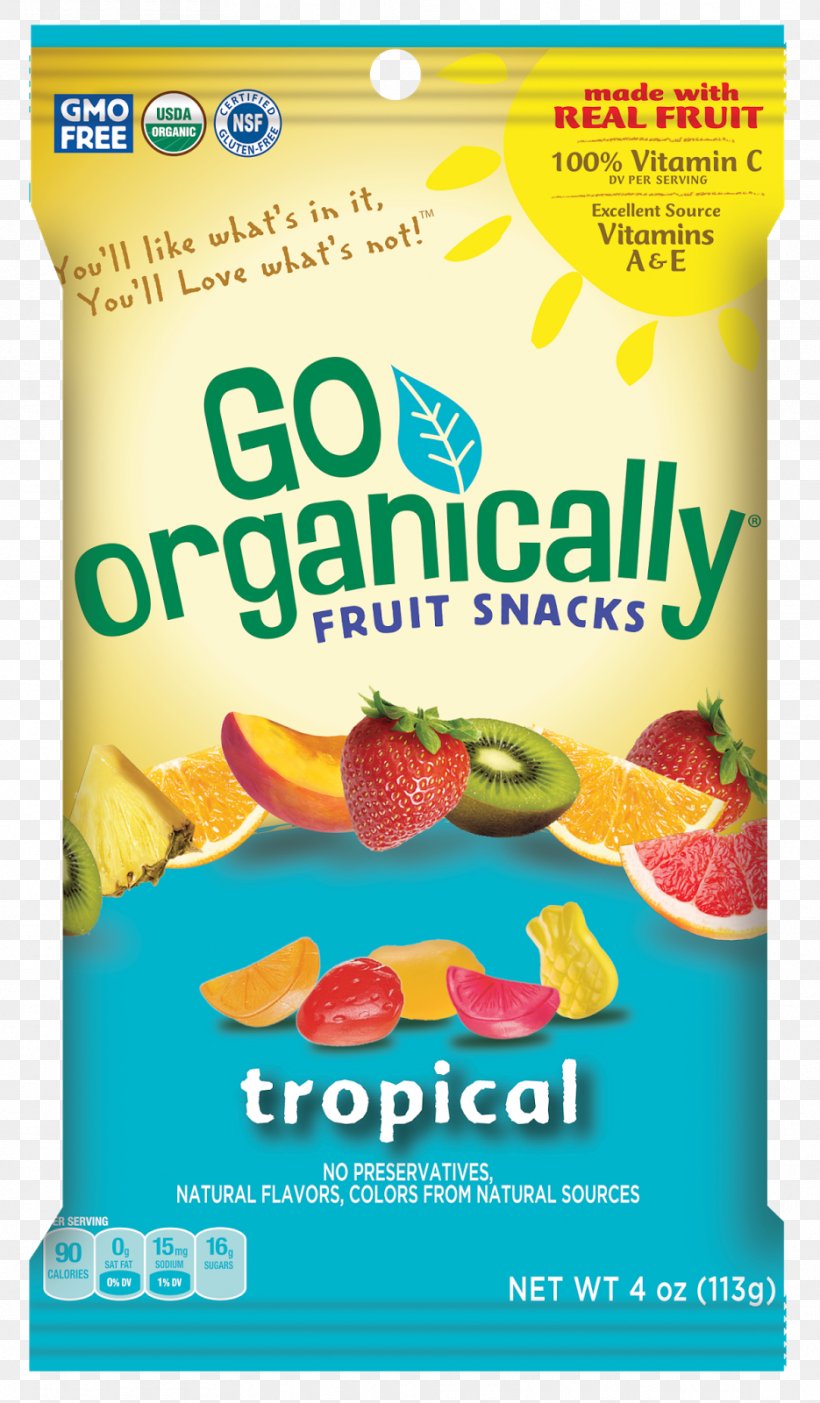 GMO
FREE
USDA
ORGANIC
CERTIFIED
NSF
GLUTEN-FREE
made with
REAL FRUIT
100% Vitamin C
DV PER SERVING
Excellent Source
Vitamins
A & E
You'll like what's in it,
You'll Love what's not!™
GO
organically®
FRUIT SNACKS
tropical
NO PRESERVATIVES,
NATURAL FLAVORS, COLORS FROM NATURAL SOURCES
ER SERVING
90
CALORIES
0g
SAT FAT
0% DV
15mg
SODIUM
1% DV
16g
SUGARS
NET WT 4 oz (113g)